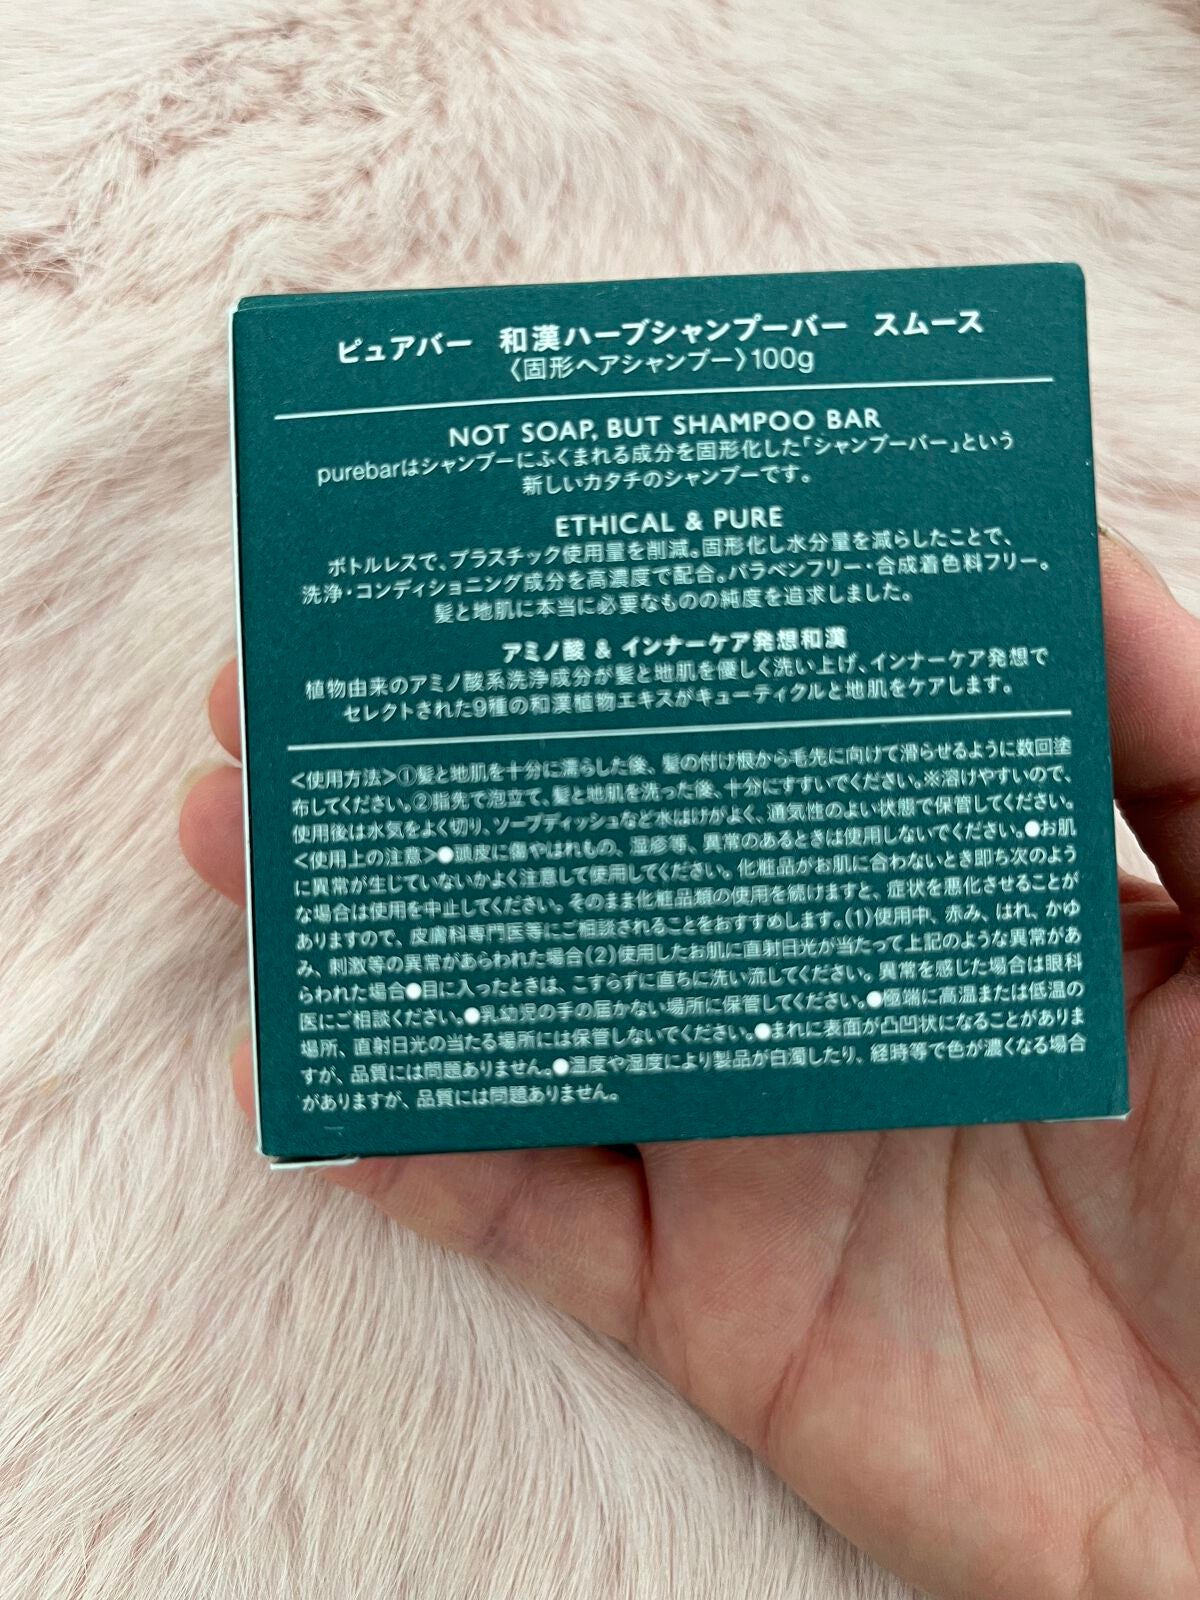 ピュアバー 和漢ハーブシャンプーバー スムース
〈固形ヘアシャンプー〉100g
NOT SOAP, BUT SHAMPOO BAR
purebarはシャンプーにふくまれる成分を固形化した「シャンプーバー」という
新しいカタチのシャンプーです。
ETHICAL & PURE
ボトルレスで、プラスチック使用量を削減。固形化し水分量を減らしたことで、
洗浄・コンディショニング成分を高濃度で配合。パラベンフリー・合成着色料フリー。
髪と地肌に本当に必要なものの純度を追求しました。
アミノ酸 & インナーケア発想和漢
植物由来のアミノ酸系洗浄成分が髪と地肌を優しく洗い上げ、インナーケア発想で
セレクトされた9種の和漢植物エキスがキューティクルと地肌をケアします。
<使用方法>①髪と地肌を十分に濡らした後、髪の付け根から毛先に向けて滑らせるように数回塗
布してください。②指先で泡立て、髪と地肌を洗った後、十分にすすいでください。※溶けやすいので、
使用後は水気をよく切り、ソープディッシュなど水はけがよく、通気性のよい状態で保管してください。
<使用上の注意>●頭皮に傷やはれもの、湿疹等、異常のあるときは使用しないでください。●お肌
に異常が生じていないかよく注意して使用してください。化粧品がお肌に合わないとき即ち次のよう
な場合は使用を中止してください。そのまま化粧品類の使用を続けますと、症状を悪化させることが
ありますので、皮膚科専門医等にご相談されることをおすすめします。(1)使用中、赤み、はれ、かゆ
み、刺激等の異常があらわれた場合(2)使用したお肌に直射日光が当たって上記のような異常があ
らわれた場合●目に入ったときは、こすらずに直ちに洗い流してください。異常を感じた場合は眼科
医にご相談ください。●乳幼児の手の届かない場所に保管してください。●極端に高温または低温の
場所、直射日光の当たる場所には保管しないでください。●まれに表面が凸凹状になることがありま
すが、品質には問題ありません。●温度や湿度により製品が白濁したり、経時等で色が濃くなる場合
がありますが、品質には問題ありません。